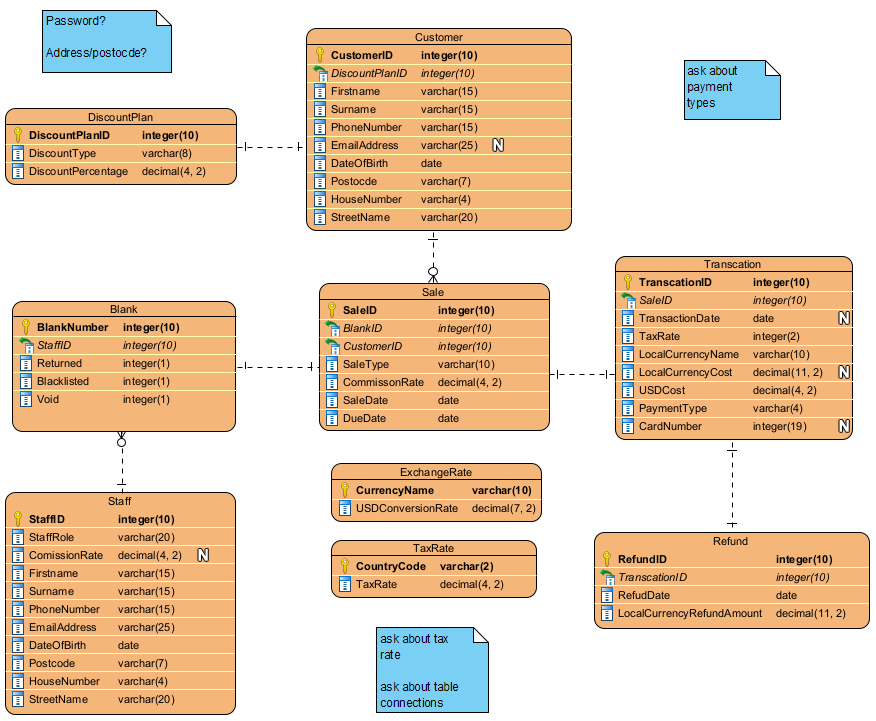 Password?
Address/postocde?
Customer
CustomerID integer(10)
DiscountPlanID integer(10)
Firstname varchar(15)
Surname varchar(15)
PhoneNumber varchar(15)
EmailAddress varchar(25) N
DateOfBirth date
Postocde varchar(7)
HouseNumber varchar(4)
StreetName varchar(20)
ask about
payment
types
DiscountPlan
DiscountPlanID integer(10)
DiscountType varchar(8)
DiscountPercentage decimal(4, 2)
Blank
BlankNumber integer(10)
StaffID integer(10)
Returned integer(1)
Blacklisted integer(1)
Void integer(1)
Sale
SaleID integer(10)
BlankID integer(10)
CustomerID integer(10)
SaleType varchar(10)
CommissonRate decimal(4, 2)
SaleDate date
DueDate date
Transcation
TranscationID integer(10)
SaleID integer(10)
TransactionDate date N
TaxRate integer(2)
LocalCurrencyName varchar(10)
LocalCurrencyCost decimal(11, 2) N
USDCost decimal(4, 2)
PaymentType varchar(4)
CardNumber integer(19) N
Staff
StaffID integer(10)
StaffRole varchar(20)
ComissionRate decimal(4, 2) N
Firstname varchar(15)
Surname varchar(15)
PhoneNumber varchar(15)
EmailAddress varchar(25)
DateOfBirth date
Postcode varchar(7)
HouseNumber varchar(4)
StreetName varchar(20)
ExchangeRate
CurrencyName varchar(10)
USDConversionRate decimal(7, 2)
TaxRate
CountryCode varchar(2)
TaxRate decimal(4, 2)
Refund
RefundID integer(10)
TranscationID integer(10)
RefudDate date
LocalCurrencyRefundAmount decimal(11, 2)
ask about tax
rate
ask about table
connections